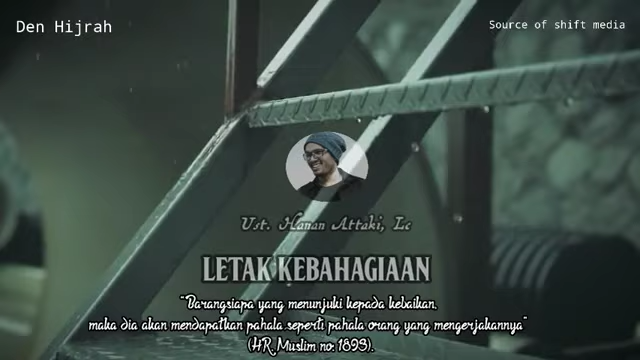 Den Hijrah
Source of shift media
Ust. Hanan Attaki, Lc
LETAK KEBAHAGIAAN
"Barangsiapa yang menunjuki kepada kebaikan,
maka dia akan mendapatkan pahala seperti pahala orang yang mengerjakannya"
(HR. Muslim no: 1893).